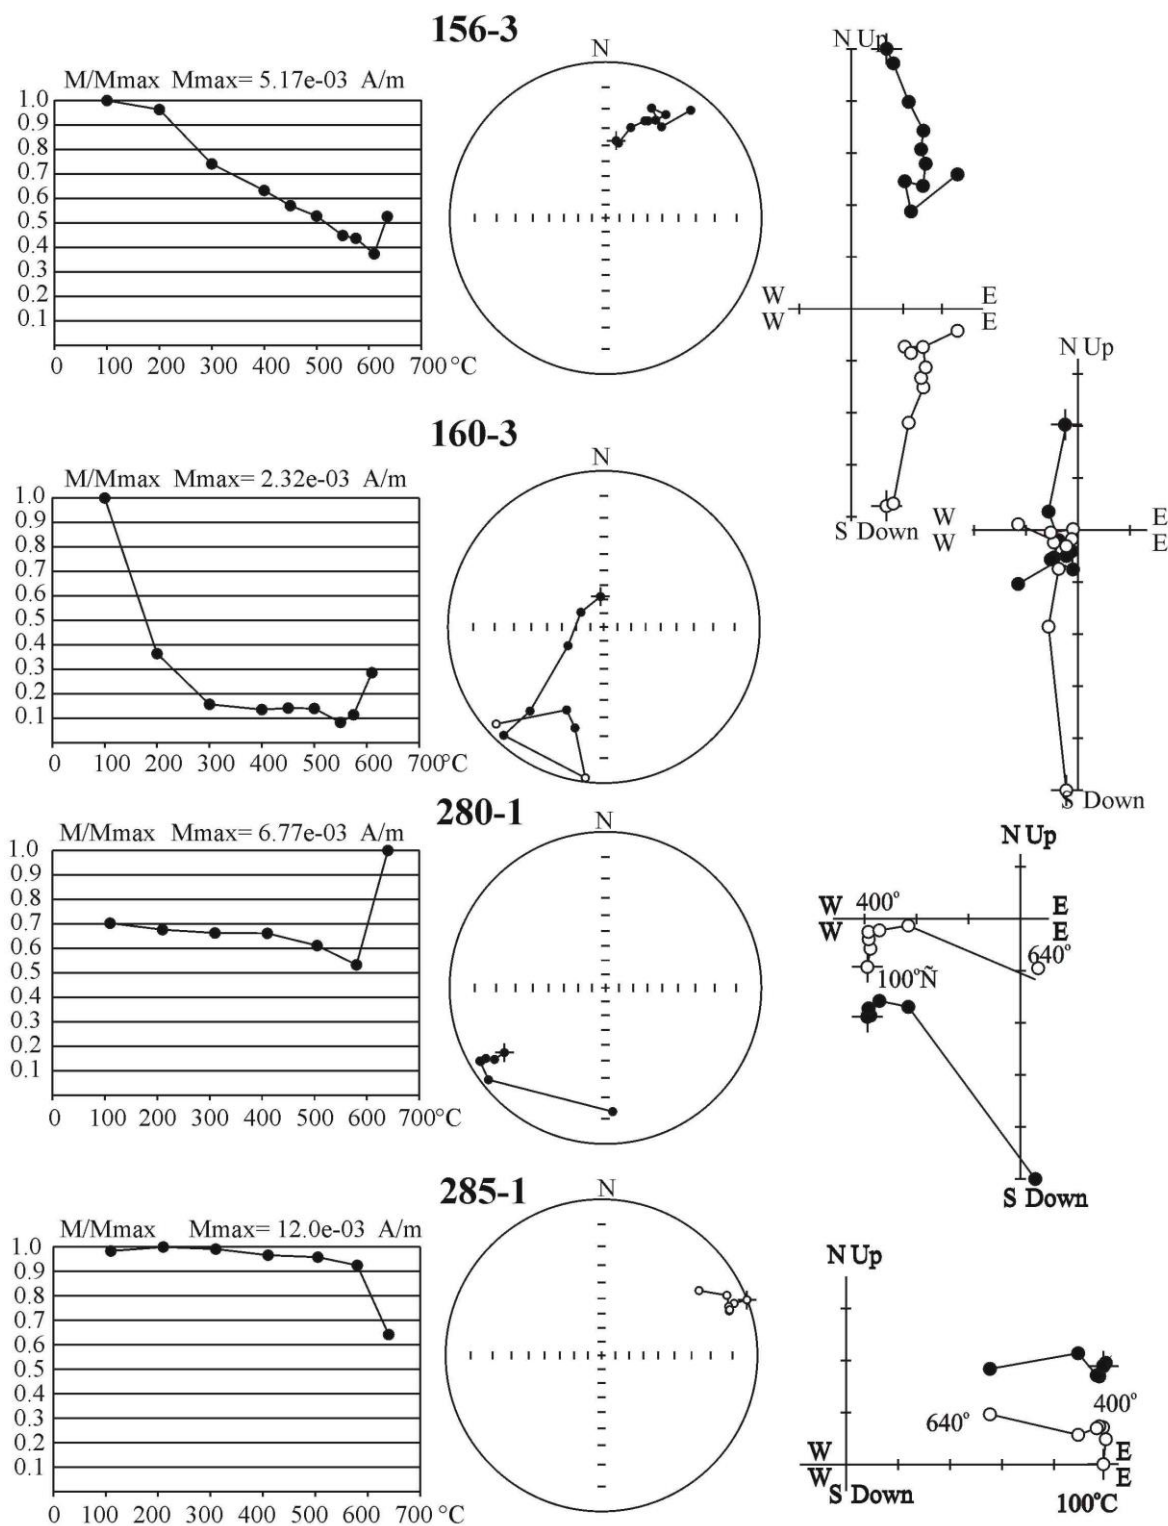 156-3
M/Mmax Mmax= 5.17e-03 A/m
1.0
0.9
0.8
0.7
0.6
0.5
0.4
0.3
0.2
0.1
0 100 200 300 400 500 600 700 °C
N
N Up
W E
W E
S Down
160-3
M/Mmax Mmax= 2.32e-03 A/m
1.0
0.9
0.8
0.7
0.6
0.5
0.4
0.3
0.2
0.1
0 100 200 300 400 500 600 700°C
N
N Up
W E
W E
S Down
280-1
M/Mmax Mmax= 6.77e-03 A/m
1.0
0.9
0.8
0.7
0.6
0.5
0.4
0.3
0.2
0.1
0 100 200 300 400 500 600 700°C
N
N Up
400°
W E
W E
640°
100°Ñ
S Down
285-1
M/Mmax Mmax= 12.0e-03 A/m
1.0
0.9
0.8
0.7
0.6
0.5
0.4
0.3
0.2
0.1
0 100 200 300 400 500 600 700 °C
N
N Up
400°
640°
W E
W E
S Down
100°C